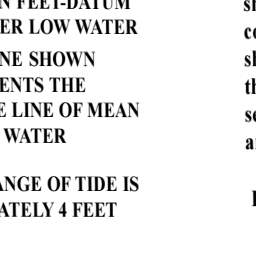 N FEET-DATUM
ER LOW WATER
NE SHOWN
ENTS THE
E LINE OF MEAN
WATER
ANGE OF TIDE IS
ATELY 4 FEET